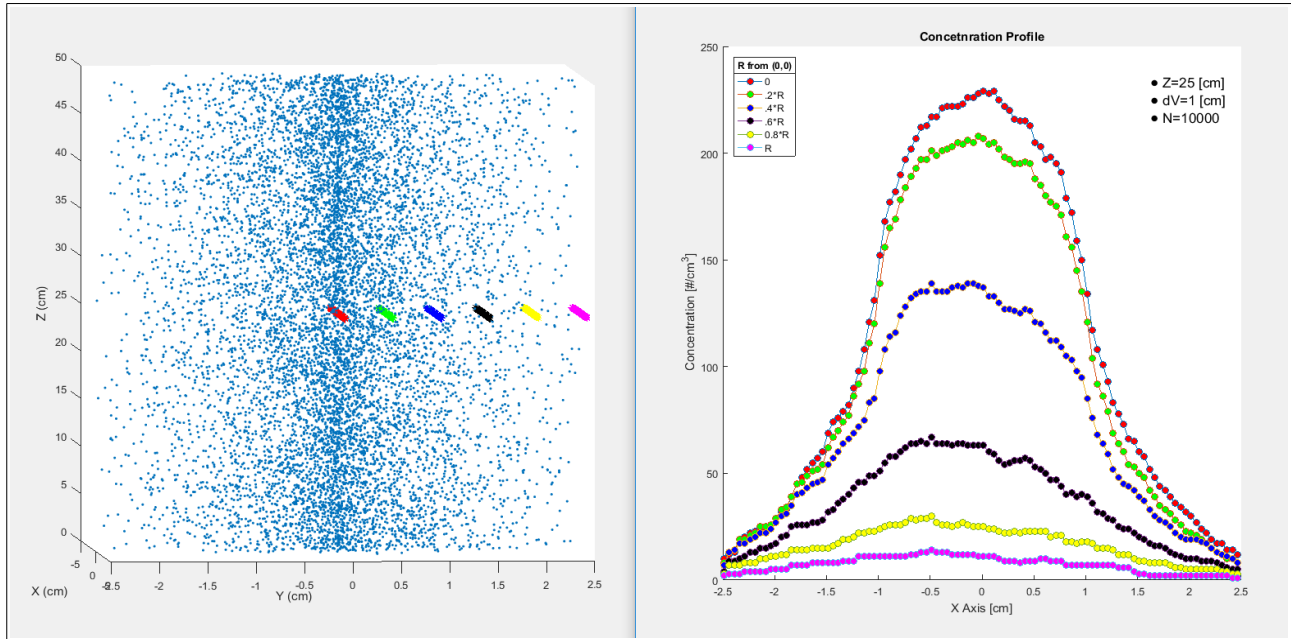 50
45
40
35
30
25
20
15
10
5
0
Z (cm)
-5
0
X (cm)
-2.5
-2
-1.5
-1
-0.5
0
0.5
1
1.5
2
2.5
Y (cm)
Concetnration Profile
R from (0,0)
0
.2*R
.4*R
.6*R
0.8*R
R
Z=25 [cm]
dV=1 [cm]
N=10000
250
200
150
100
50
0
Concentration [#/cm³]
-2.5
-2
-1.5
-1
-0.5
0
0.5
1
1.5
2
2.5
X Axis [cm]